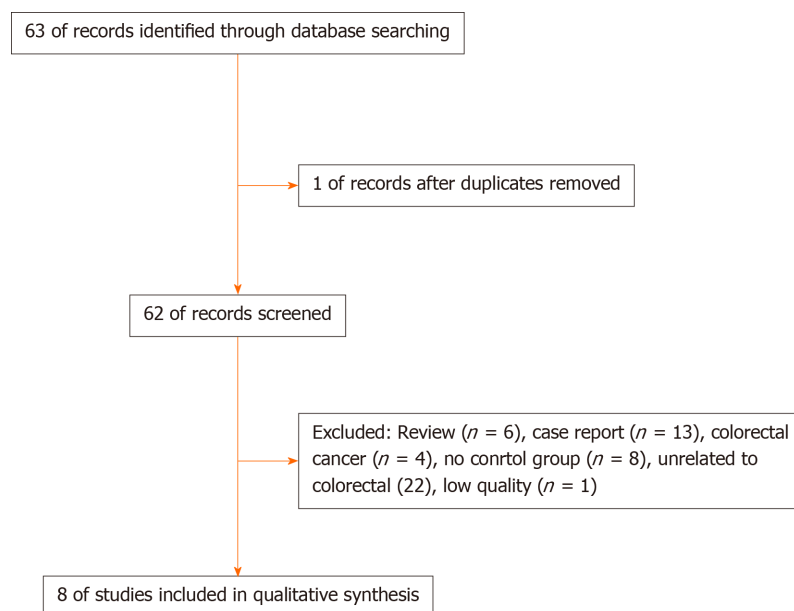 63 of records identified through database searching
1 of records after duplicates removed
62 of records screened
Excluded: Review (n = 6), case report (n = 13), colorectal
cancer (n = 4), no conrtol group (n = 8), unrelated to
colorectal (22), low quality (n = 1)
8 of studies included in qualitative synthesis